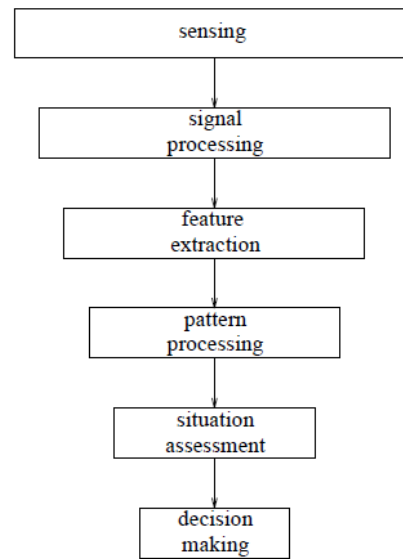 sensing
signal
processing
feature
extraction
pattern
processing
situation
assessment
decision
making